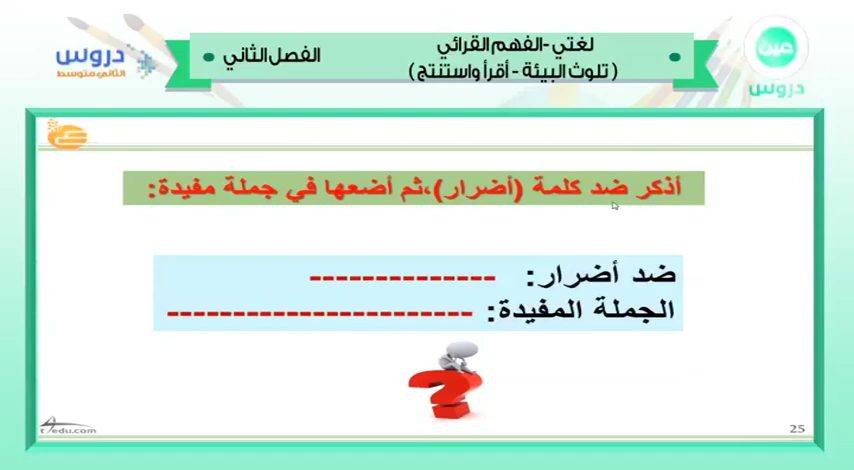 لغتي -الفهم القرائي
( تلوث البيئة - أقرأ واستنتج )
الفصل الثاني
عين
دروس
دروس
الثاني متوسط
أذكر ضد كلمة (أضرار)،ثم أضعها في جملة مفيدة:
ضد أضرار: --------------
الجملة المفيدة: -----------------------
t4edu.com
25